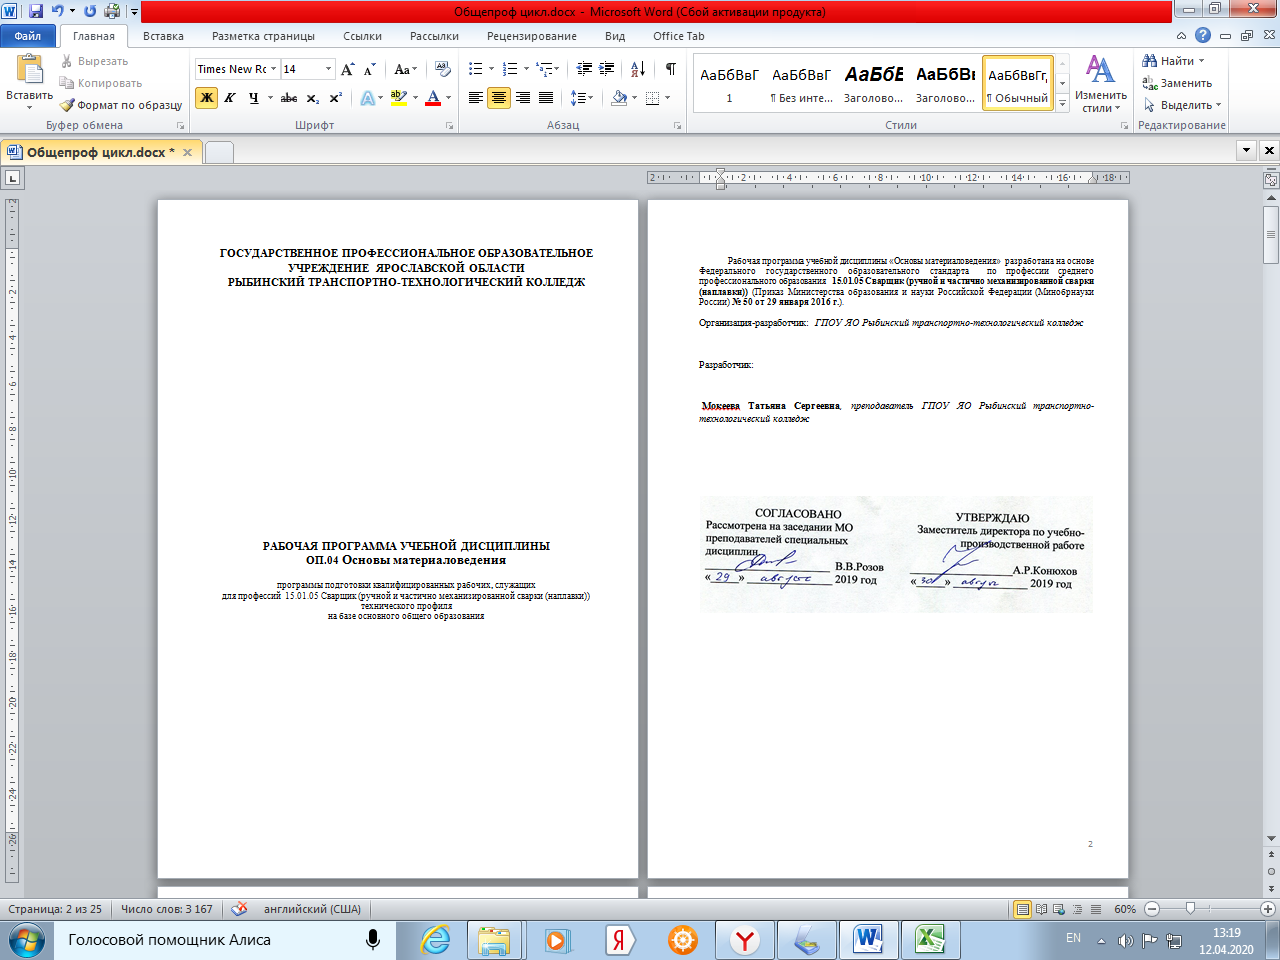 Общепроф цикл.docx - Microsoft Word (Сбой активации продукта)
Файл Главная Вставка Разметка страницы Ссылки Рассылки Рецензирование Вид Office Tab
Вставить
Вырезать
Копировать
Формат по образцу
Буфер обмена
Times New Rc 14
Ж К Ч abc x₂ x²
Шрифт
Абзац
АаБбВвГ АаБбВвГ АаБбЕ АаБбВ АаБбВвГг,
1 ¶ Без инте... Заголово... Заголово... ¶ Обычный
Стили
Изменить стили
Найти
Заменить
Выделить
Редактирование
Общепроф цикл.docx *
ГОСУДАРСТВЕННОЕ ПРОФЕССИОНАЛЬНОЕ ОБРАЗОВАТЕЛЬНОЕ
УЧРЕЖДЕНИЕ ЯРОСЛАВСКОЙ ОБЛАСТИ
РЫБИНСКИЙ ТРАНСПОРТНО-ТЕХНОЛОГИЧЕСКИЙ КОЛЛЕДЖ
РАБОЧАЯ ПРОГРАММА УЧЕБНОЙ ДИСЦИПЛИНЫ
ОП.04 Основы материаловедения
программы подготовки квалифицированных рабочих, служащих
для профессий 15.01.05 Сварщик (ручной и частично механизированной сварки (наплавки))
технического профиля
на базе основного общего образования
Рабочая программа учебной дисциплины «Основы материаловедения» разработана на основе
Федерального государственного образовательного стандарта по профессии среднего
профессионального образования 15.01.05 Сварщик (ручной и частично механизированной сварки
(наплавки)) (Приказ Министерства образования и науки Российской Федерации (Минобрнауки
России) № 50 от 29 января 2016 г.).
Организация-разработчик: ГПОУ ЯО Рыбинский транспортно-технологический колледж
Разработчик:
Мокеева Татьяна Сергеевна, преподаватель ГПОУ ЯО Рыбинский транспортно-
технологический колледж
СОГЛАСОВАНО
Рассмотрена на заседании МО
преподавателей специальных
дисциплин
В.В.Розов
«29» августа 2019 год
УТВЕРЖДАЮ
Заместитель директора по учебно-
производственной работе
А.Р.Конюхов
«30» августа 2019 год
2
Страница: 2 из 25 Число слов: 3 167 английский (США) 60%
Голосовой помощник Алиса
EN
13:19
12.04.2020